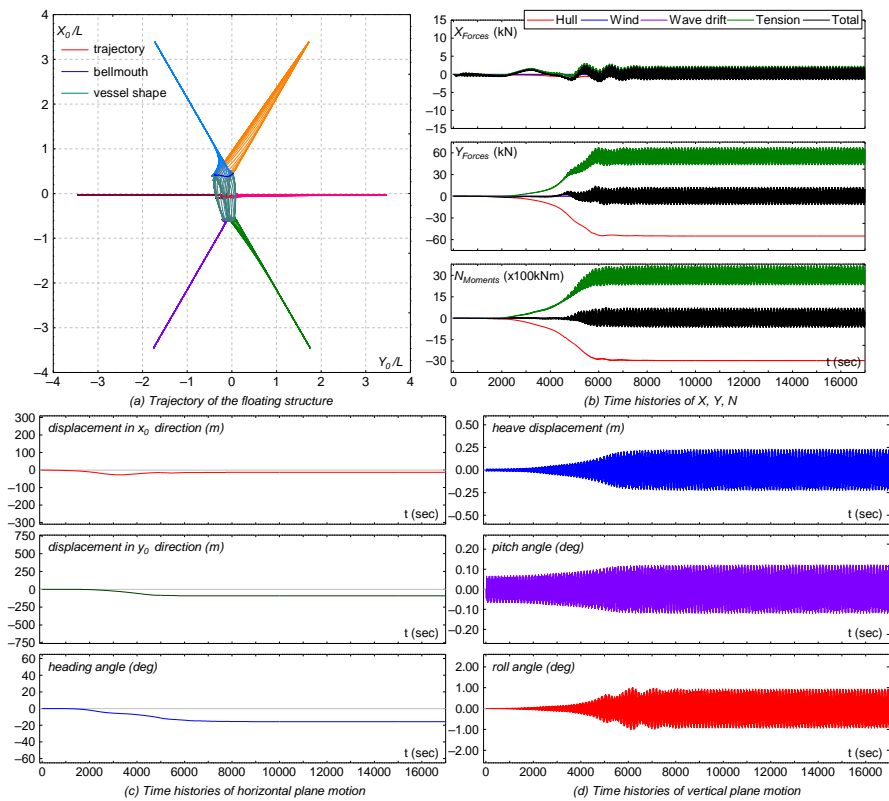 X0/L
trajectory
bellmouth
vessel shape
4
3
2
1
0
−1
−2
−3
−4
Y0/L
−4 −3 −2 −1 0 1 2 3 4
(a) Trajectory of the floating structure
Hull Wind Wave drift Tension Total
XForces (kN)
15
10
5
0
−5
−10
−15
YForces (kN)
60
30
0
−30
−60
NMoments (x100kNm)
30
15
0
−15
−30
t (sec)
0 2000 4000 6000 8000 10000 12000 14000 16000
(b) Time histories of X, Y, N
displacement in x0 direction (m)
300
200
100
0
−100
−200
−300
t (sec)
displacement in y0 direction (m)
750
500
250
0
−250
−500
−750
t (sec)
heading angle (deg)
60
40
20
0
−20
−40
−60
t (sec)
0 2000 4000 6000 8000 10000 12000 14000 16000
(c) Time histories of horizontal plane motion
heave displacement (m)
0.50
0.25
0.00
−0.25
−0.50
t (sec)
pitch angle (deg)
0.20
0.10
0.00
−0.10
−0.20
t (sec)
roll angle (deg)
2.00
1.00
0.00
−1.00
−2.00
t (sec)
0 2000 4000 6000 8000 10000 12000 14000 16000
(d) Time histories of vertical plane motion